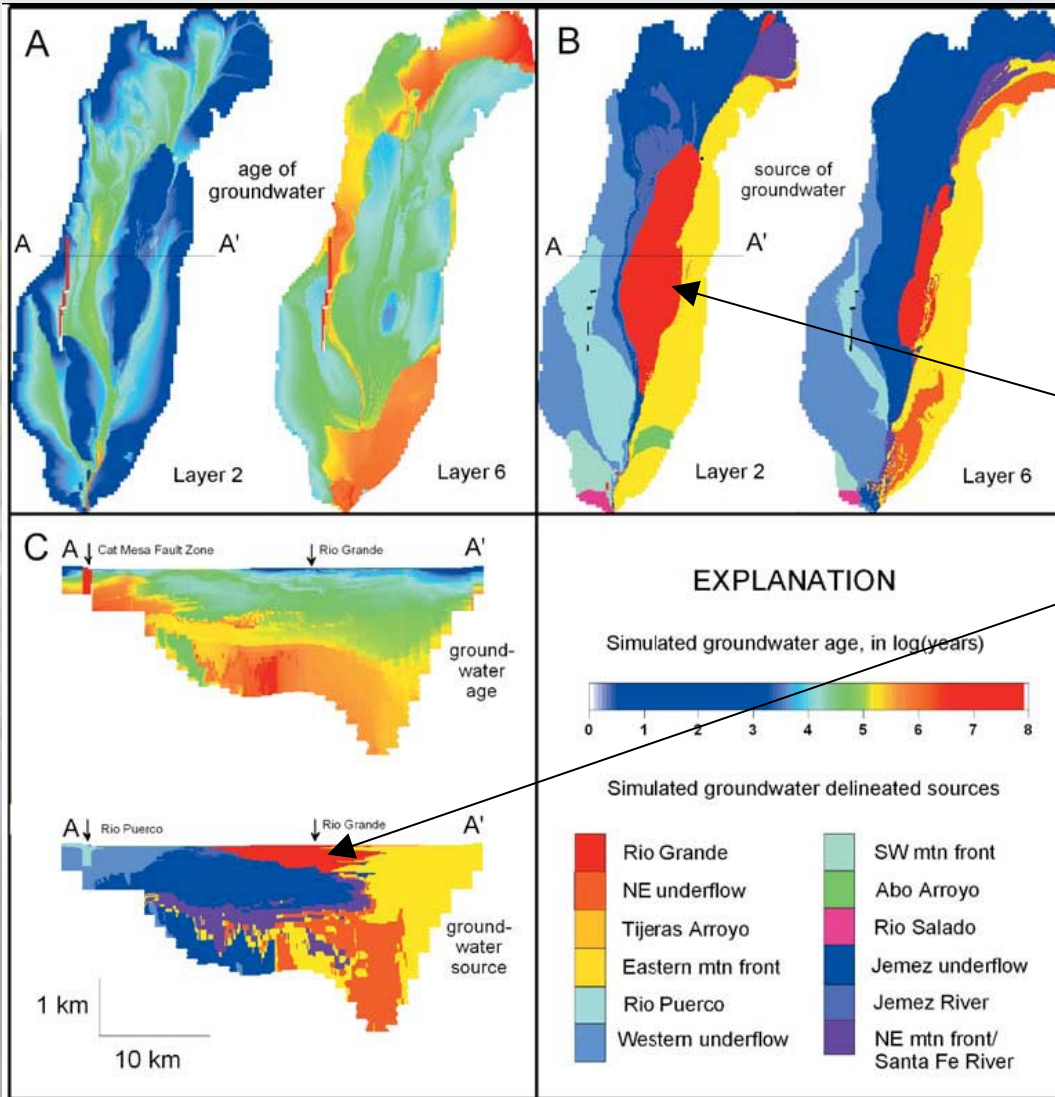 A
B
age of
groundwater
source of
groundwater
A
A'
A
A'
Layer 2
Layer 6
Layer 2
Layer 6
C
A
Cat Mesa Fault Zone
Rio Grande
A'
ground-
water
age
A
Rio Puerco
Rio Grande
A'
ground-
water
source
1 km
10 km
EXPLANATION
Simulated groundwater age, in log(years)
0 1 2 3 4 5 6 7 8
Simulated groundwater delineated sources
Rio Grande
NE underflow
Tijeras Arroyo
Eastern mtn front
Rio Puerco
Western underflow
SW mtn front
Abo Arroyo
Rio Salado
Jemez underflow
Jemez River
NE mtn front/
Santa Fe River